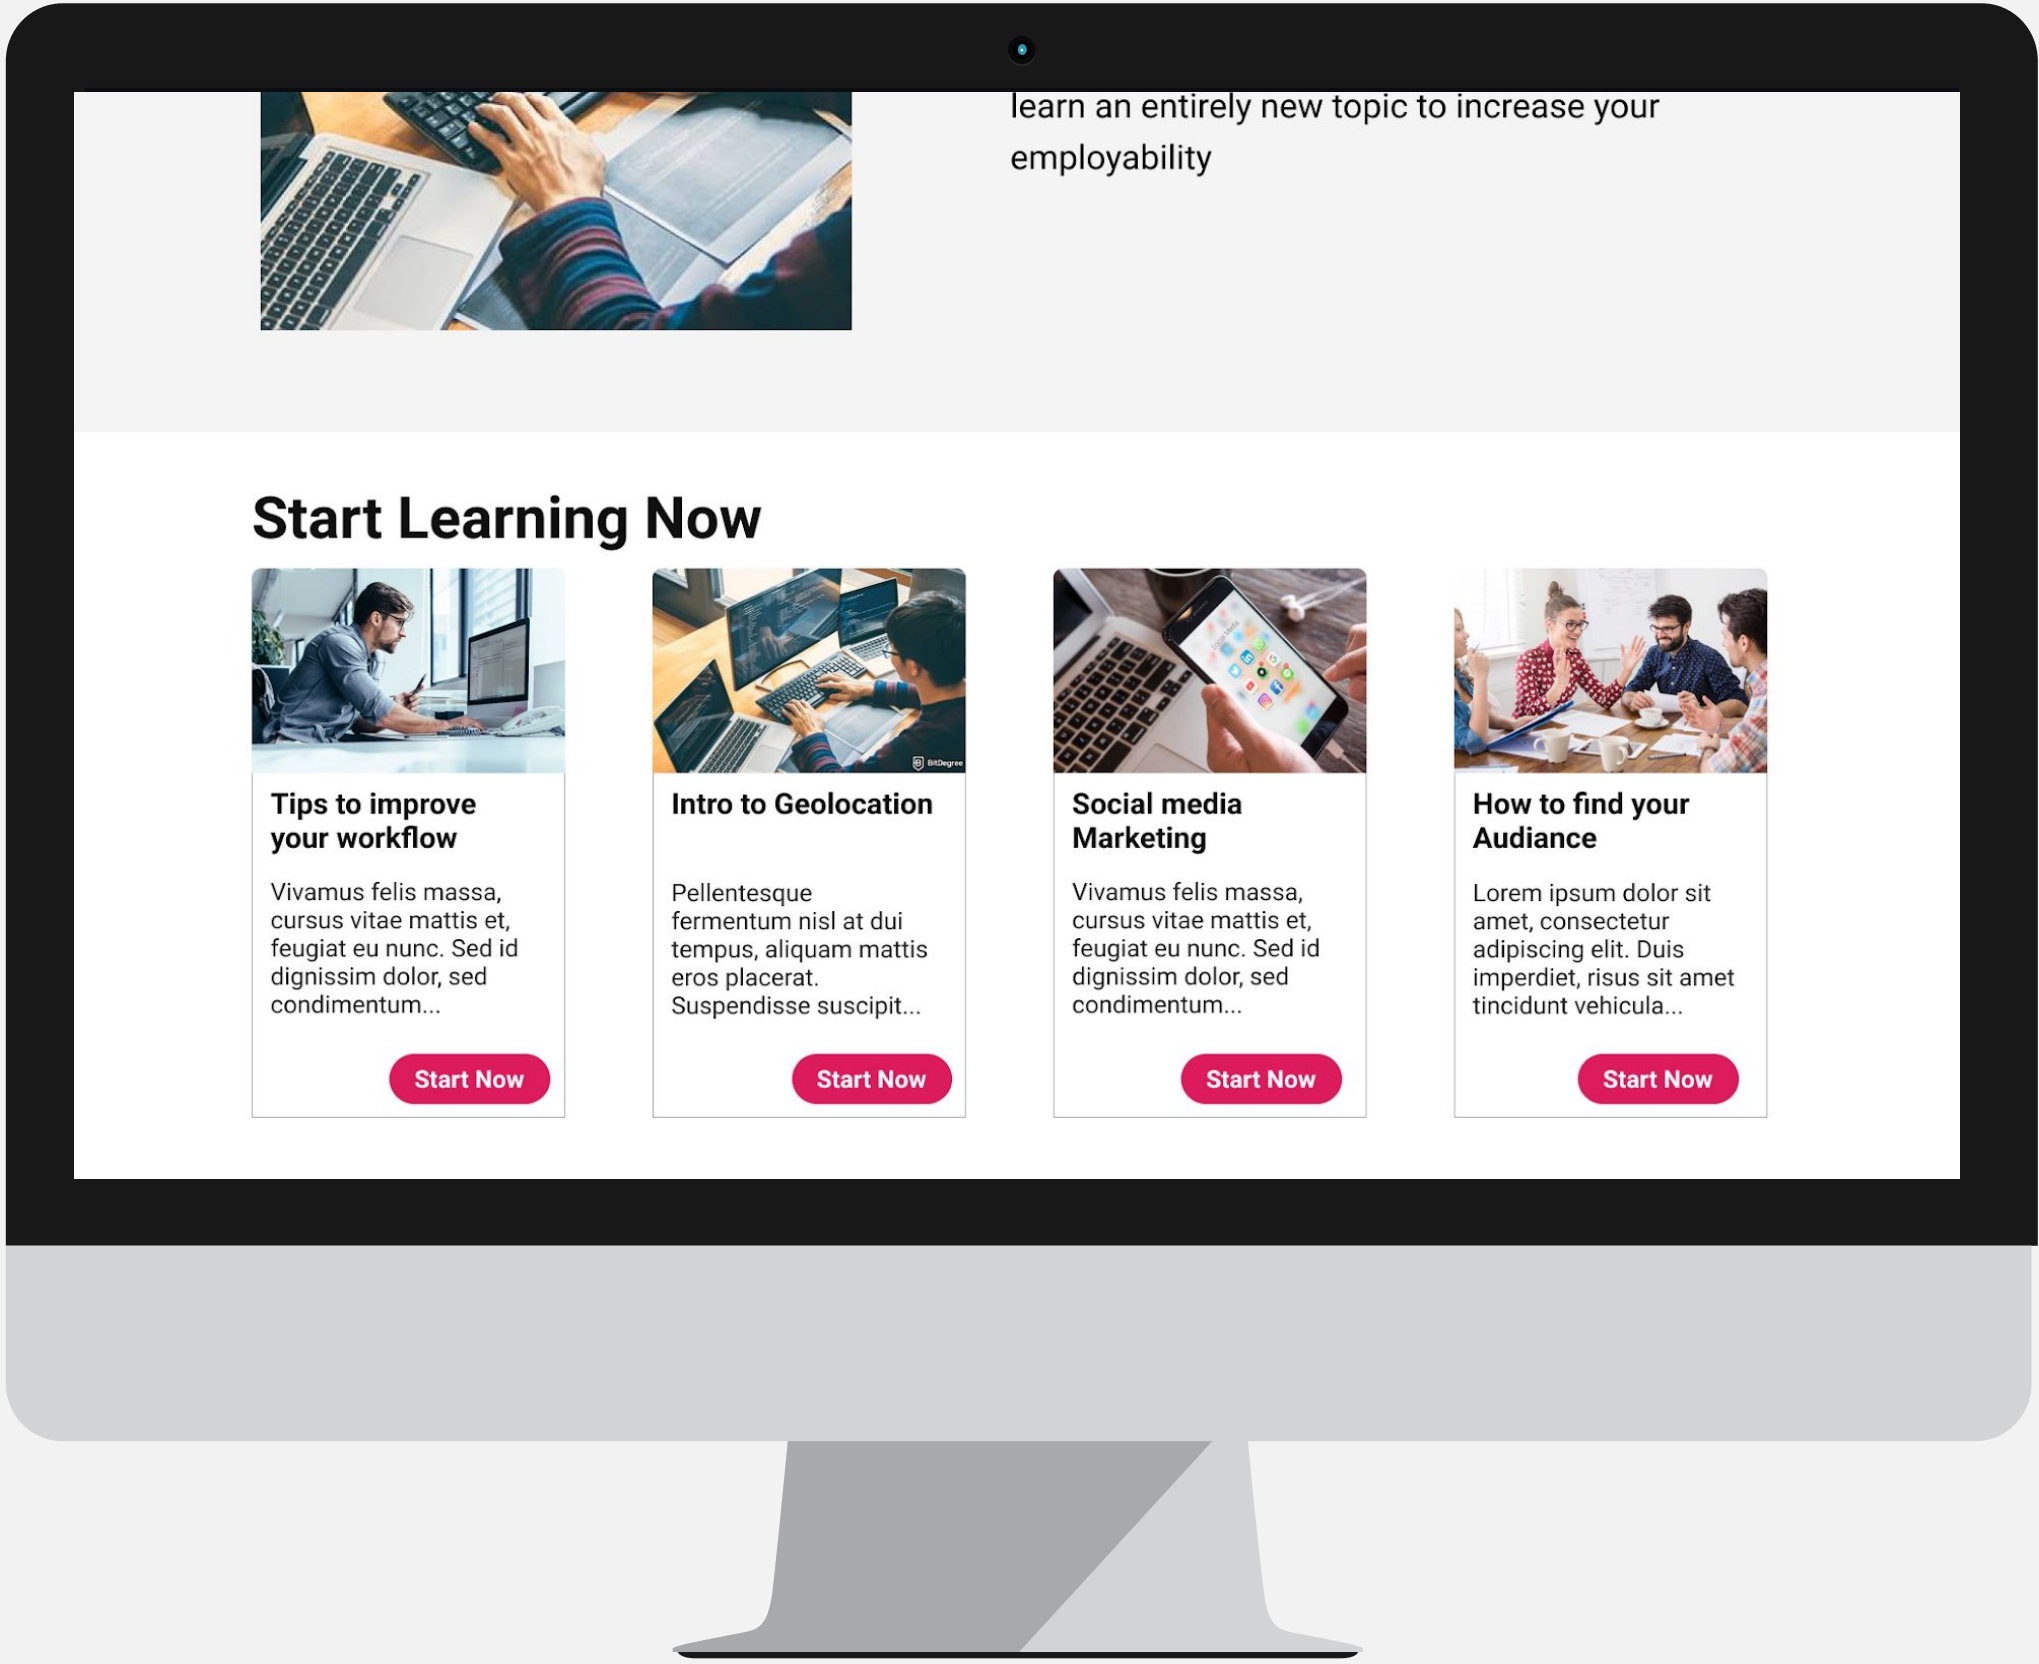 learn an entirely new topic to increase your
employability
Start Learning Now
BitDegree
Social Media
Tips to improve
your workflow
Vivamus felis massa,
cursus vitae mattis et,
feugiat eu nunc. Sed id
dignissim dolor, sed
condimentum...
Start Now
Intro to Geolocation
Pellentesque
fermentum nisl at dui
tempus, aliquam mattis
eros placerat.
Suspendisse suscipit...
Start Now
Social media
Marketing
Vivamus felis massa,
cursus vitae mattis et,
feugiat eu nunc. Sed id
dignissim dolor, sed
condimentum...
Start Now
How to find your
Audiance
Lorem ipsum dolor sit
amet, consectetur
adipiscing elit. Duis
imperdiet, risus sit amet
tincidunt vehicula...
Start Now